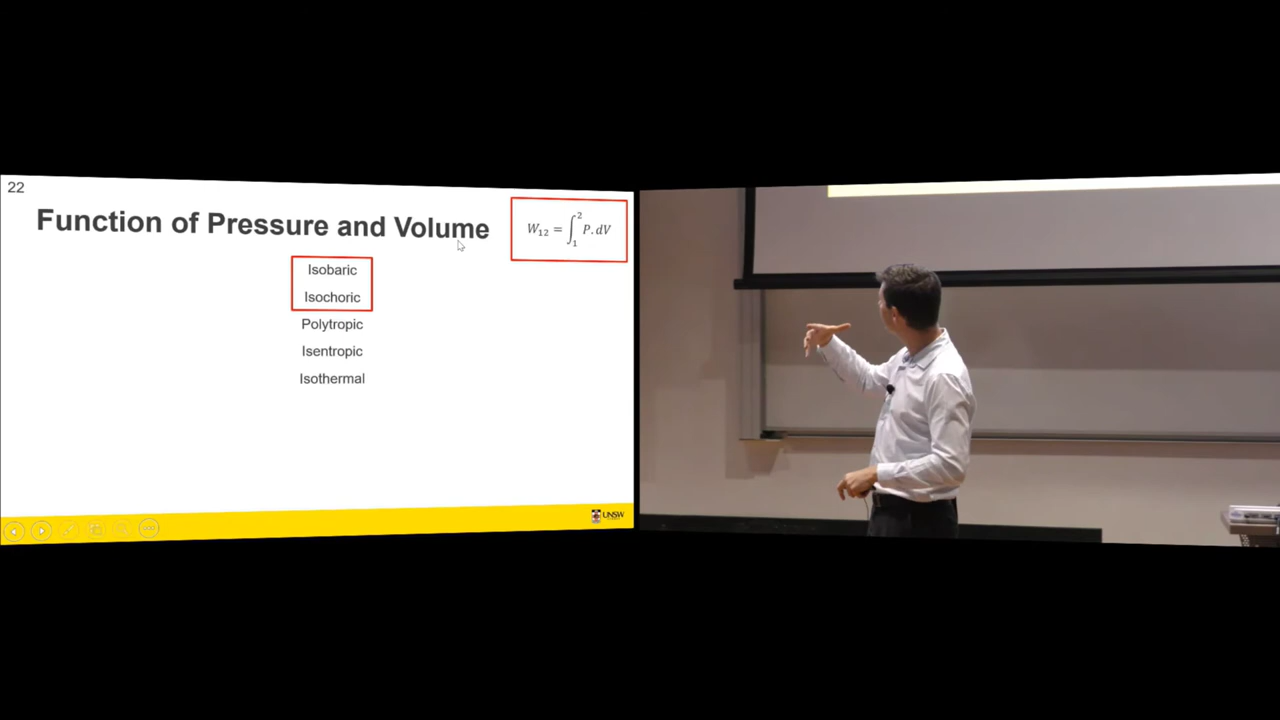 22
Function of Pressure and Volume
W₁₂ = ∫₁² P. dV
Isobaric
Isochoric
Polytropic
Isentropic
Isothermal
UNSW